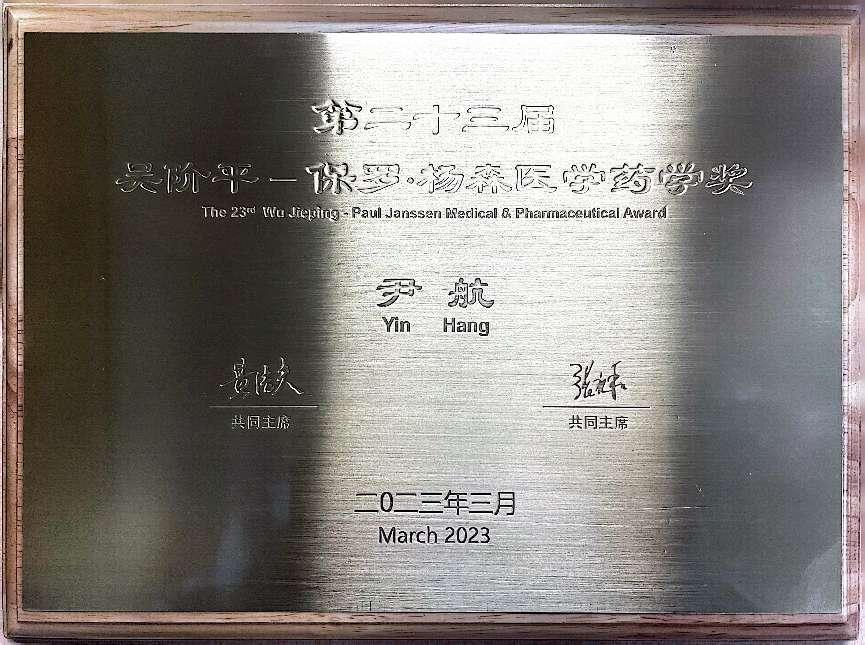 第二十三届
吴阶平－保罗·杨森医学药学奖
The 23rd Wu Jieping - Paul Janssen Medical & Pharmaceutical Award
尹 航
Yin Hang
共同主席 共同主席
二〇二三年三月
March 2023